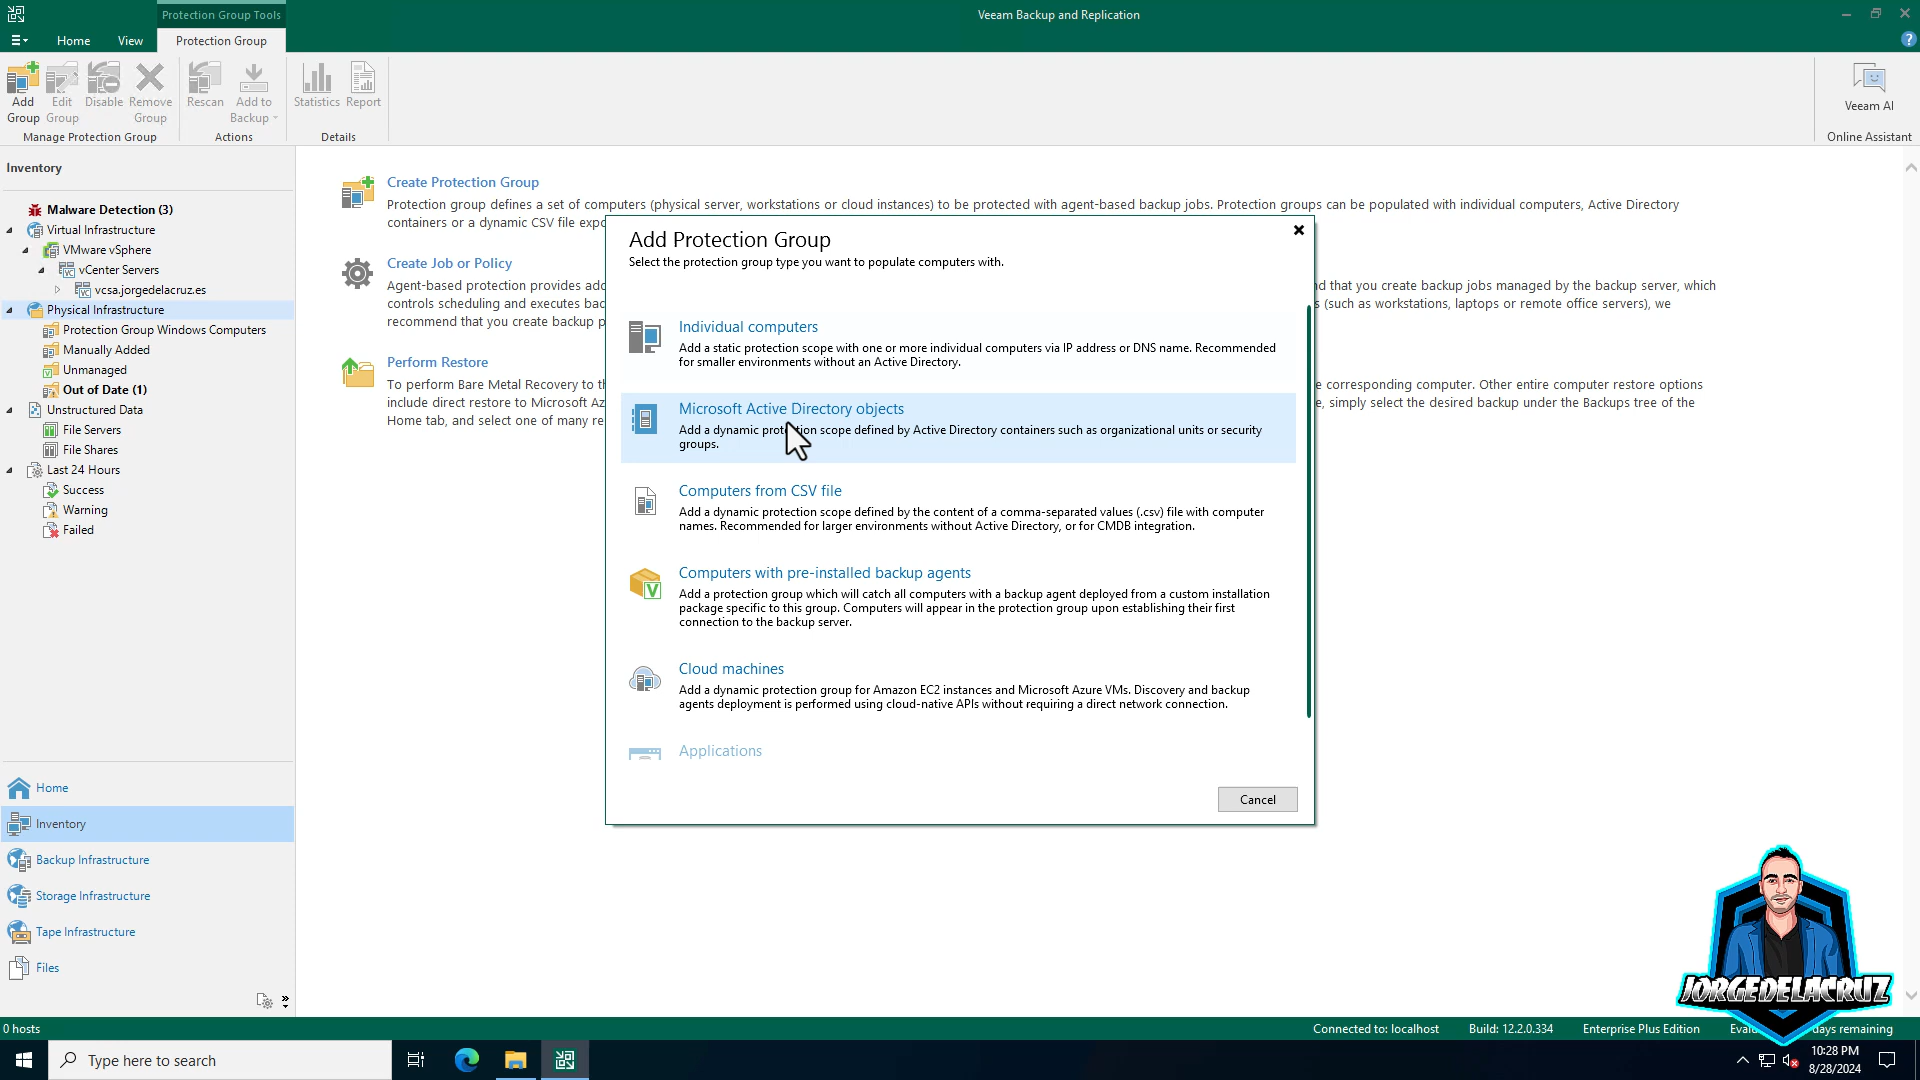 Protection Group Tools
Veeam Backup and Replication
Home
View
Protection Group
Add Group
Edit Group
Disable
Remove Group
Rescan
Add to Backup
Statistics
Report
Veeam AI
Manage Protection Group
Actions
Details
Online Assistant
Inventory
Malware Detection (3)
Virtual Infrastructure
VMware vSphere
vCenter Servers
vcsa.jorgedelacruz.es
Physical Infrastructure
Protection Group Windows Computers
Manually Added
Unmanaged
Out of Date (1)
Unstructured Data
File Servers
File Shares
Last 24 Hours
Success
Warning
Failed
Home
Inventory
Backup Infrastructure
Storage Infrastructure
Tape Infrastructure
Files
Create Protection Group
Protection group defines a set of computers (physical server, workstations or cloud instances) to be protected with agent-based backup jobs. Protection groups can be populated with individual computers, Active Directory
containers or a dynamic CSV file
Create Job or Policy
Agent-based protection provides
that you create backup jobs managed by the backup server, which
controls scheduling and executes
(such as workstations, laptops or remote office servers), we
recommend that you create backup
Perform Restore
To perform Bare Metal Recovery to
corresponding computer. Other entire computer restore options
include direct restore to Microsoft
simply select the desired backup under the Backups tree of the
Home tab, and select one of many
Add Protection Group
Select the protection group type you want to populate computers with.
Individual computers
Add a static protection scope with one or more individual computers via IP address or DNS name. Recommended
for smaller environments without an Active Directory.
Microsoft Active Directory objects
Add a dynamic protection scope defined by Active Directory containers such as organizational units or security
groups.
Computers from CSV file
Add a dynamic protection scope defined by the content of a comma-separated values (.csv) file with computer
names. Recommended for larger environments without Active Directory, or for CMDB integration.
Computers with pre-installed backup agents
Add a protection group which will catch all computers with a backup agent deployed from a custom installation
package specific to this group. Computers will appear in the protection group upon establishing their first
connection to the backup server.
Cloud machines
Add a dynamic protection group for Amazon EC2 instances and Microsoft Azure VMs. Discovery and backup
agents deployment is performed using cloud-native APIs without requiring a direct network connection.
Applications
Cancel
JORGEDELACRUZ
0 hosts
Connected to: localhost
Build: 12.2.0.334
Enterprise Plus Edition
days remaining
Type here to search
10:28 PM
8/28/2024